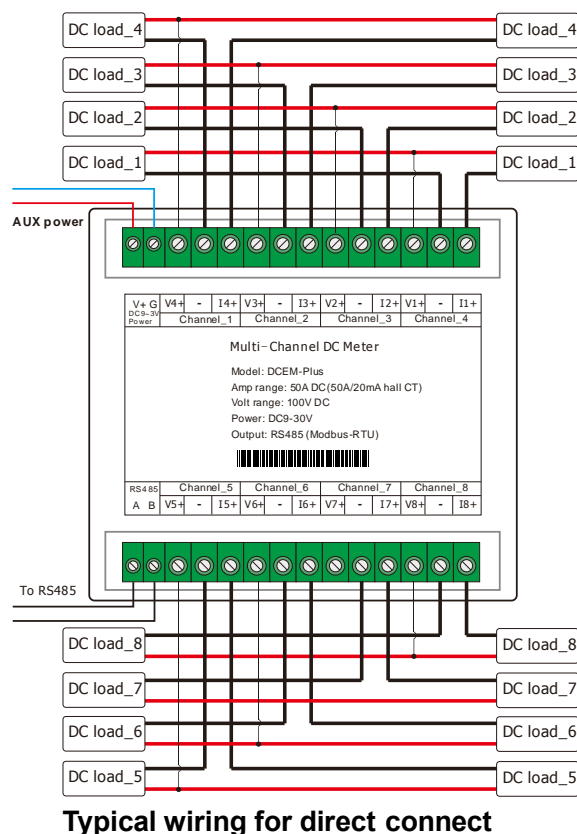 DC load_4 DC load_4
DC load_3 DC load_3
DC load_2 DC load_2
DC load_1 DC load_1
AUX power
V+ G V4+ - I4+ V3+ - I3+ V2+ - I2+ V1+ - I1+
DC9-3V
Power Channel_1 Channel_2 Channel_3 Channel_4
Multi-Channel DC Meter
Model: DCEM-Plus
Amp range: 50A DC(50A/20mA hall CT)
Volt range: 100V DC
Power: DC9-30V
Output: RS485 (Modbus-RTU)
RS485 Channel_5 Channel_6 Channel_7 Channel_8
A B V5+ - I5+ V6+ - I6+ V7+ - I7+ V8+ - I8+
To RS485
DC load_8 DC load_8
DC load_7 DC load_7
DC load_6 DC load_6
DC load_5 DC load_5
Typical wiring for direct connect